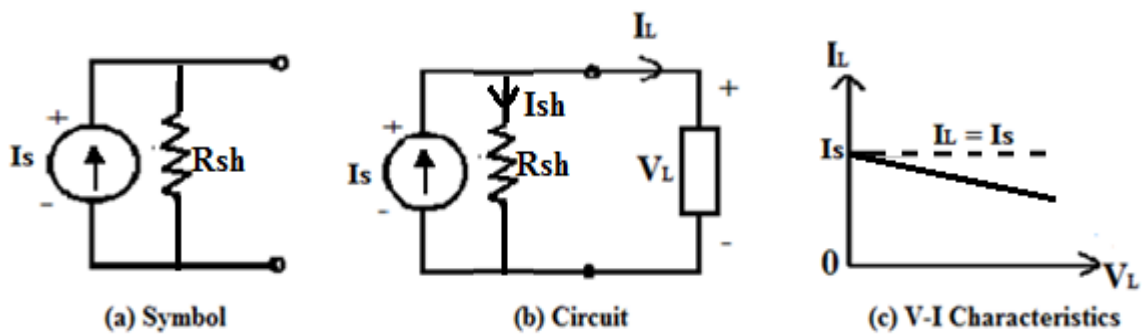 +
Is
-
Rsh
(a) Symbol
IL
Ish
+
Is
-
Rsh
+
VL
-
(b) Circuit
IL
Is
IL = Is
0
VL
(c) V-I Characteristics